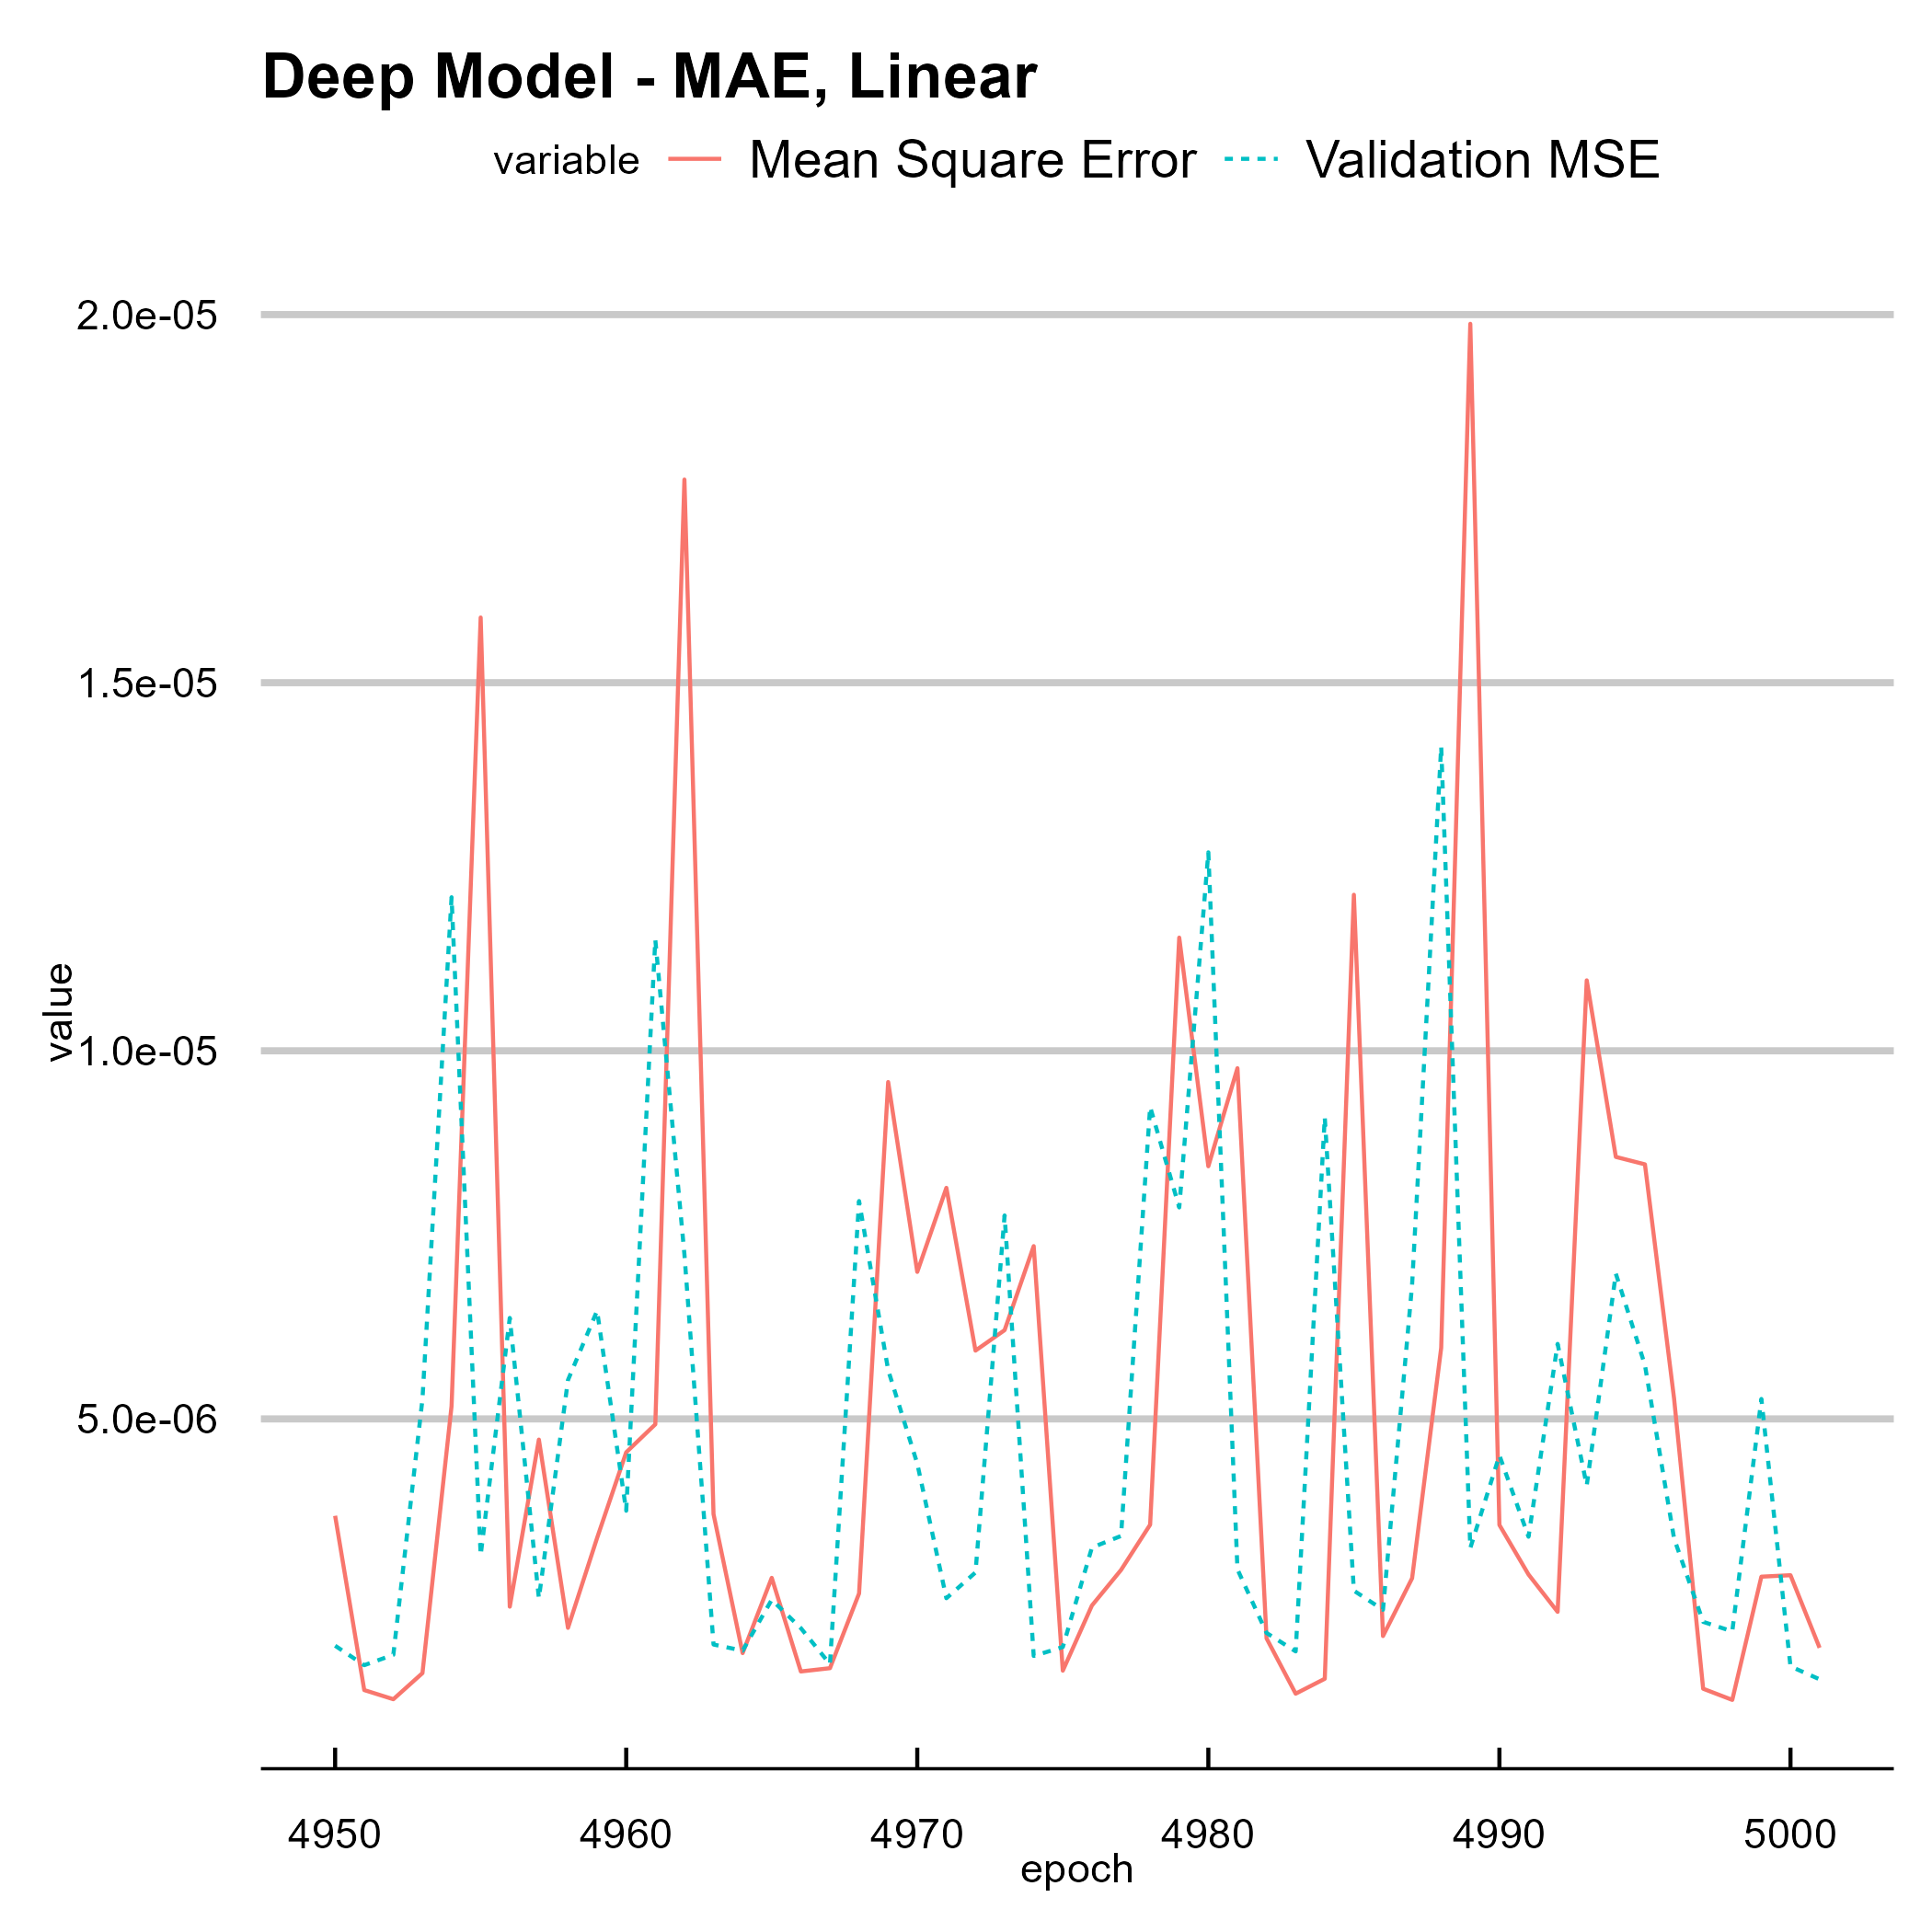 Deep Model - MAE, Linear
variable Mean Square Error Validation MSE
2.0e-05
1.5e-05
1.0e-05
5.0e-06
value
4950 4960 4970 4980 4990 5000
epoch